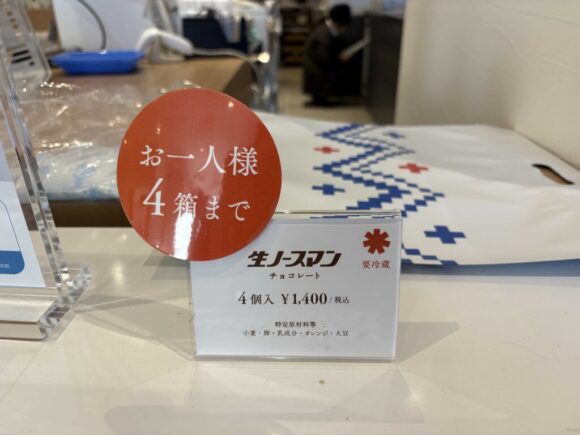 お一人様
4箱まで
生ノースマン
チョコレート
要冷蔵
4個入 ¥1,400/税込
特定原材料等
小麦・卵・乳成分・オレンジ・大豆